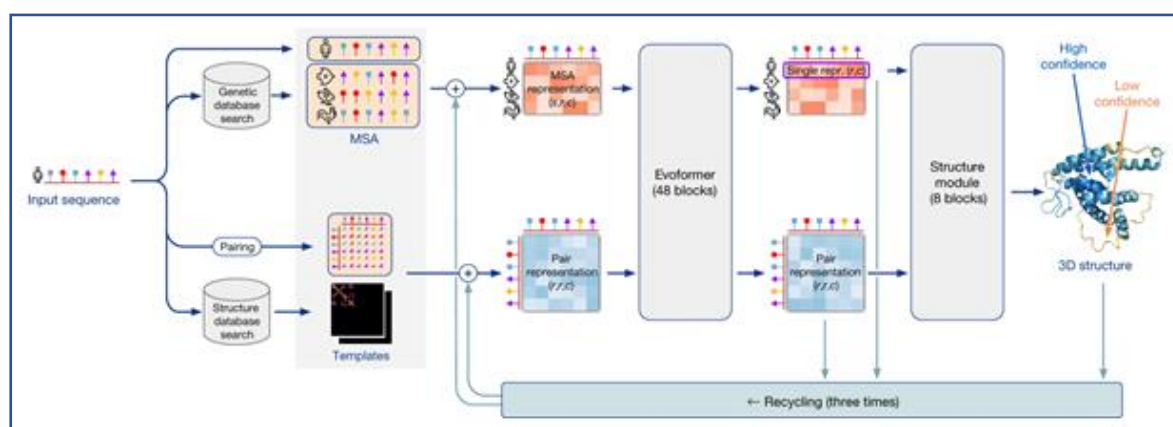 Input sequence
Genetic
database
search
Pairing
Structure
database
search
MSA
Templates
+
+
MSA
representation
(s,r,c)
Pair
representation
(r,r,c)
Evoformer
(48 blocks)
Single repr. (r,c)
Pair
representation
(r,r,c)
Structure
module
(8 blocks)
High
confidence
Low
confidence
3D structure
← Recycling (three times)